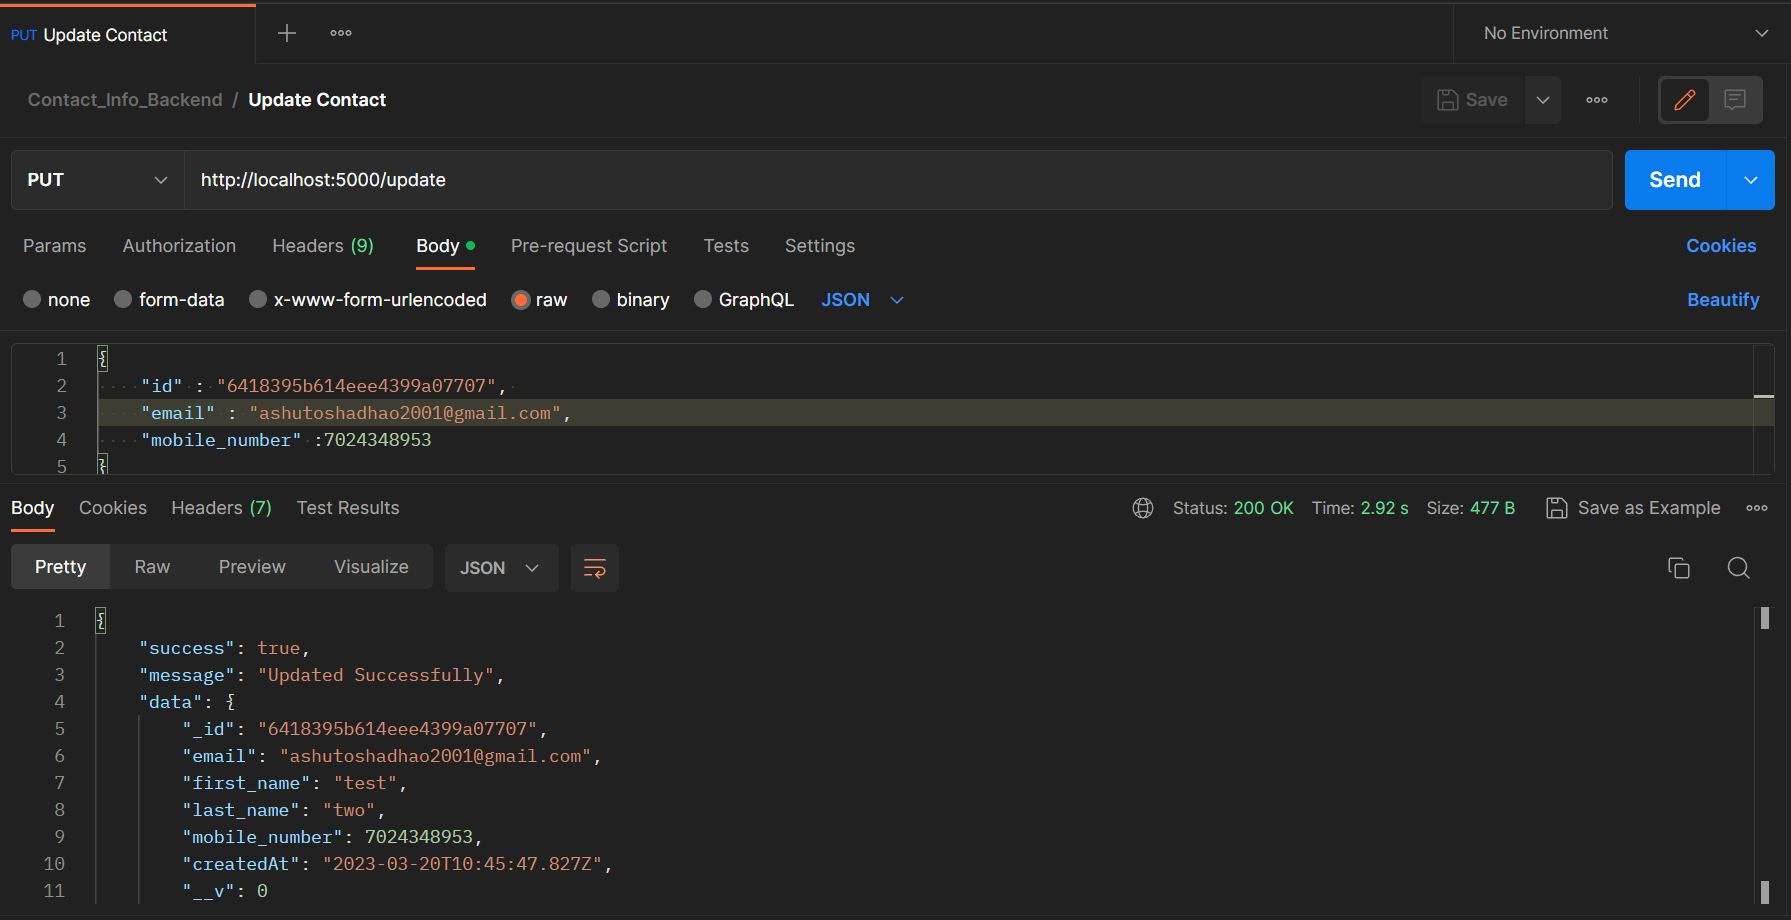 PUT Update Contact
No Environment
Contact_Info_Backend / Update Contact
Save
PUT
http://localhost:5000/update
Send
Params Authorization Headers (9) Body Pre-request Script Tests Settings Cookies
none form-data x-www-form-urlencoded raw binary GraphQL JSON Beautify
1 {
2 "id" : "6418395b614eee4399a07707",
3 "email" : "ashutoshadhao2001@gmail.com",
4 "mobile_number" :7024348953
5 }
Body Cookies Headers (7) Test Results Status: 200 OK Time: 2.92 s Size: 477 B Save as Example
Pretty Raw Preview Visualize JSON
1 {
2 "success": true,
3 "message": "Updated Successfully",
4 "data": {
5 "_id": "6418395b614eee4399a07707",
6 "email": "ashutoshadhao2001@gmail.com",
7 "first_name": "test",
8 "last_name": "two",
9 "mobile_number": 7024348953,
10 "createdAt": "2023-03-20T10:45:47.827Z",
11 "__v": 0